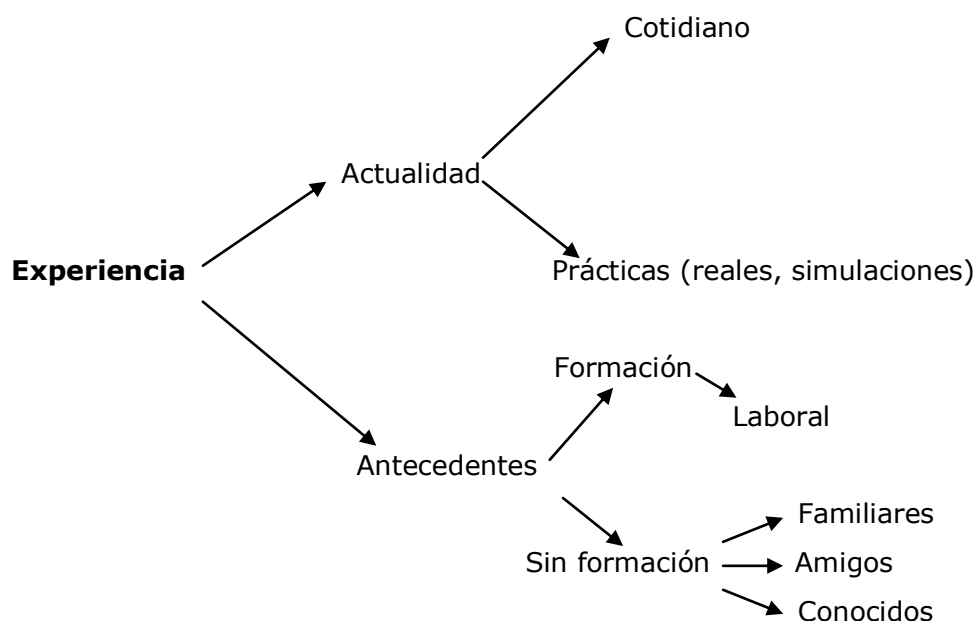 Cotidiano
Actualidad
Experiencia
Prácticas (reales, simulaciones)
Formación
Laboral
Antecedentes
Familiares
Sin formación
Amigos
Conocidos